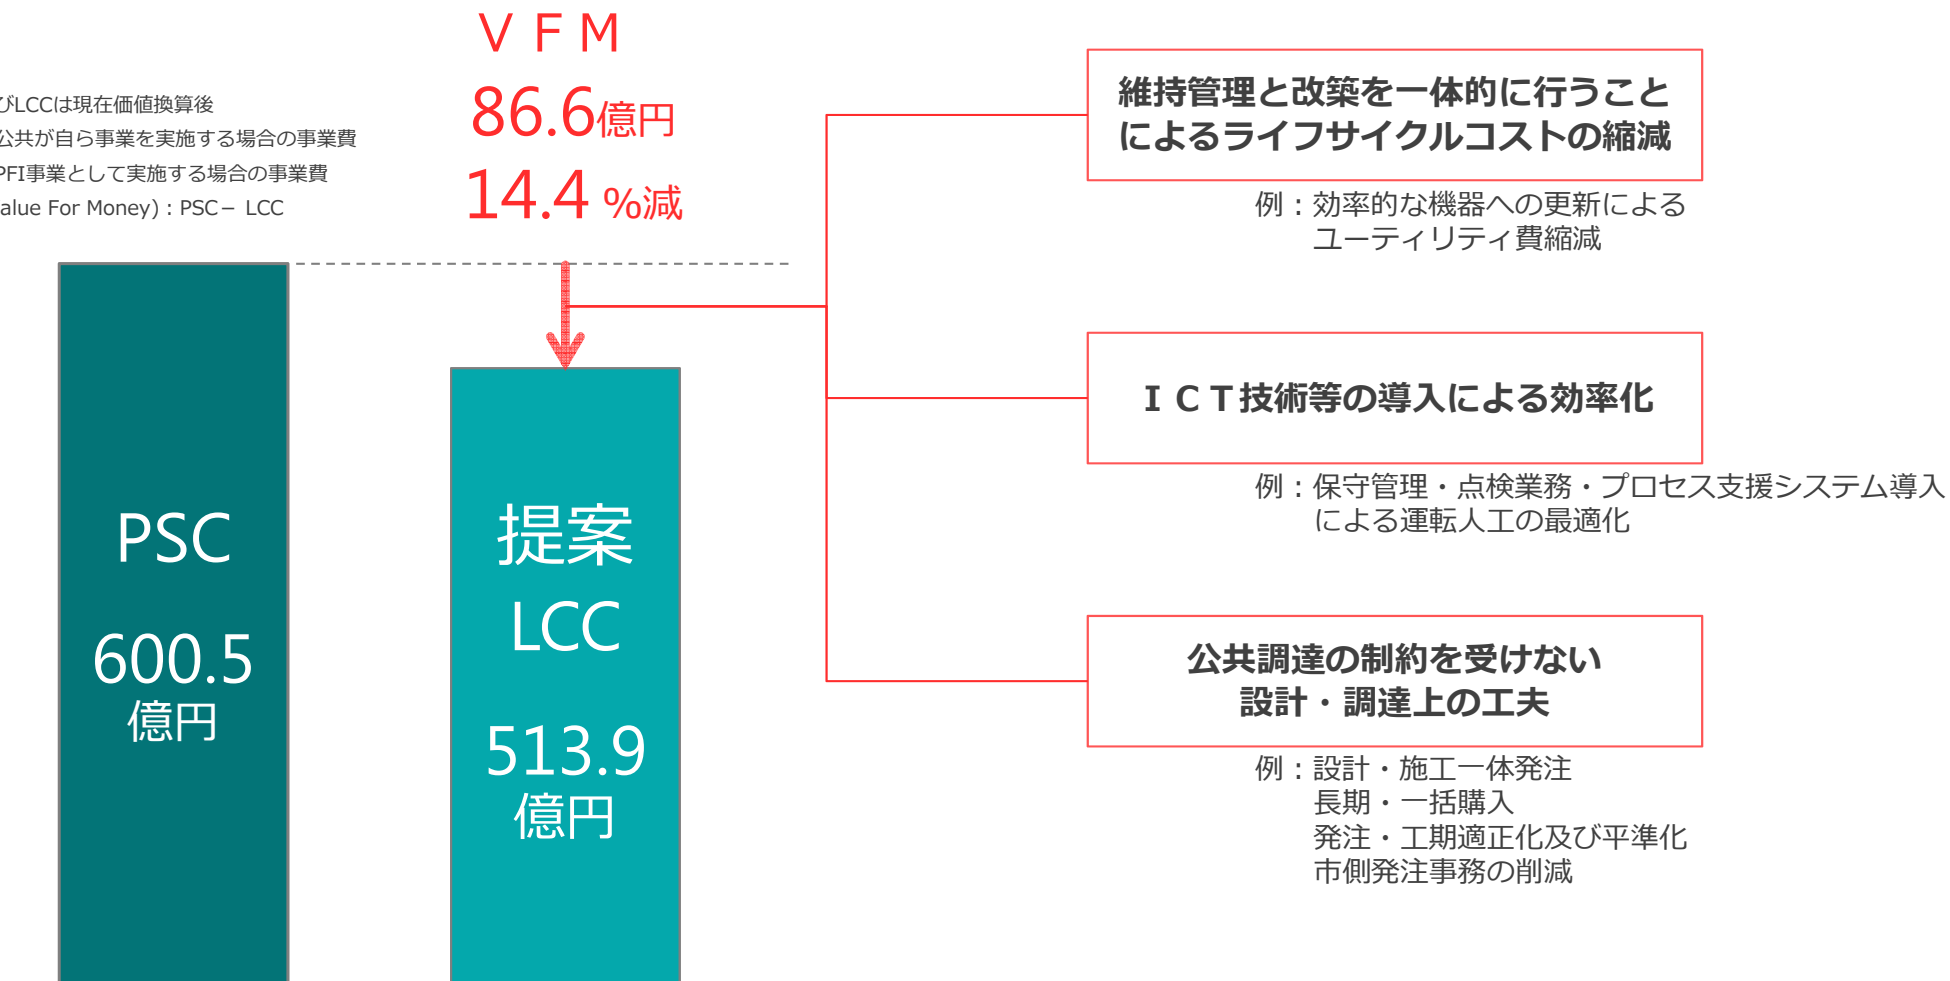 ＶＦＭ
86.6億円
14.4 %減
びLCCは現在価値換算後
公共が自ら事業を実施する場合の事業費
PFI事業として実施する場合の事業費
alue For Money)：PSC－ LCC
PSC
600.5
億円
提案
LCC
513.9
億円
維持管理と改築を一体的に行うこと
によるライフサイクルコストの縮減
例：効率的な機器への更新による
ユーティリティ費縮減
ＩＣＴ技術等の導入による効率化
例：保守管理・点検業務・プロセス支援システム導入
による運転人工の最適化
公共調達の制約を受けない
設計・調達上の工夫
例：設計・施工一体発注
長期・一括購入
発注・工期適正化及び平準化
市側発注事務の削減